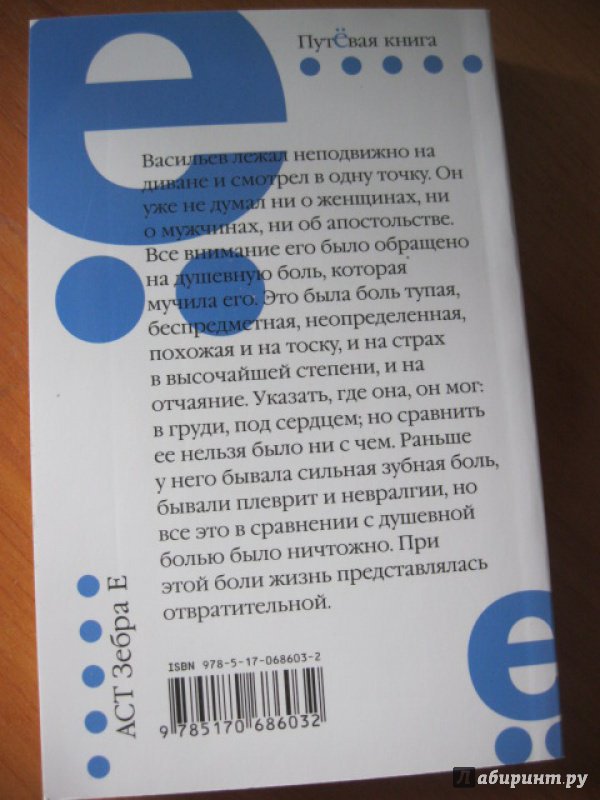 ПутЁвая книга
ё
Васильев лежал неподвижно на
диване и смотрел в одну точку. Он
уже не думал ни о женщинах, ни
о мужчинах, ни об апостольстве.
Все внимание его было обращено
на душевную боль, которая
мучила его. Это была боль тупая,
беспредметная, неопределенная,
похожая и на тоску, и на страх
в высочайшей степени, и на
отчаяние. Указать, где она, он мог:
в груди, под сердцем; но сравнить
ее нельзя было ни с чем. Раньше
у него бывала сильная зубная боль,
бывали плеврит и невралгии, но
все это в сравнении с душевной
болью было ничтожно. При
этой боли жизнь представлялась
отвратительной.
АСТ Зебра Е
ISBN 978-5-17-068603-2
9 785170 686032
ё
лабиринт.ру